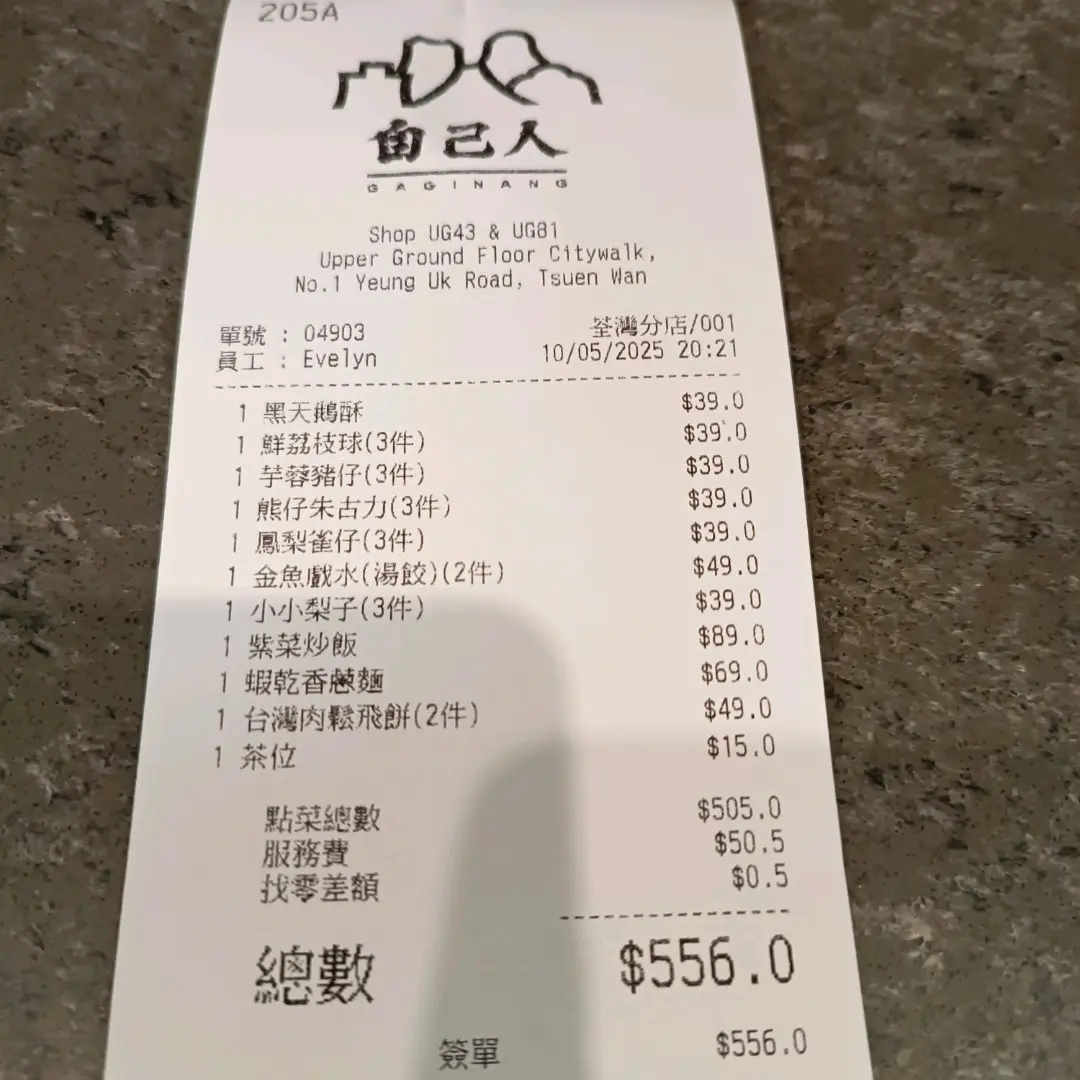 205A
自己人
GAGINANG
Shop UG43 & UG81
Upper Ground Floor Citywalk,
No.1 Yeung Uk Road, Tsuen Wan
單號 : 04903 荃灣分店/001
員工 : Evelyn 10/05/2025 20:21
1 黑天鵝酥 $39.0
1 鮮荔枝球(3件) $39.0
1 芋蓉豬仔(3件) $39.0
1 熊仔朱古力(3件) $39.0
1 鳳梨雀仔(3件) $39.0
1 金魚戲水(湯餃)(2件) $49.0
1 小小梨子(3件) $39.0
1 紫菜炒飯 $89.0
1 蝦乾香蔥麵 $69.0
1 台灣肉鬆飛餅(2件) $49.0
1 茶位 $15.0
點菜總數 $505.0
服務費 $50.5
找零差額 $0.5
總數 $556.0
簽單 $556.0